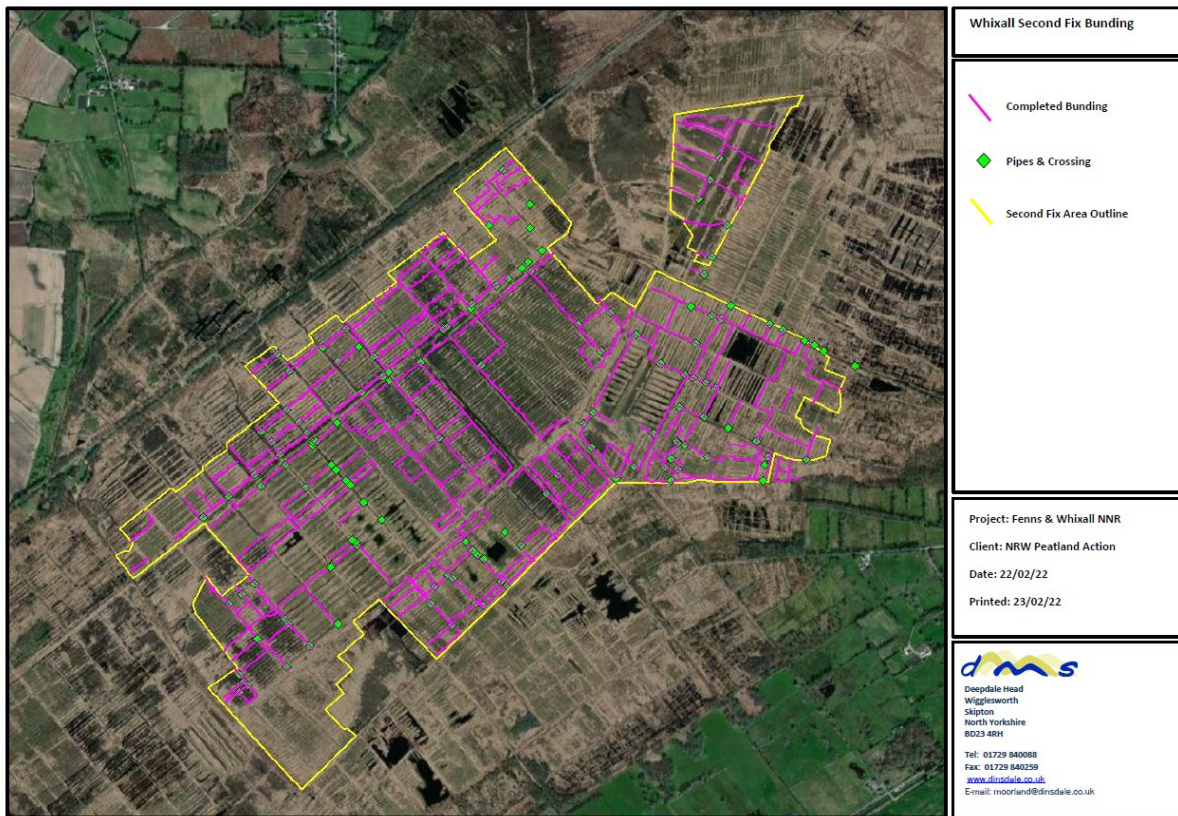 Whixall Second Fix Bunding
Completed Bunding
Pipes & Crossing
Second Fix Area Outline
Project: Fenns & Whixall NNR
Client: NRW Peatland Action
Date: 22/02/22
Printed: 23/02/22
dms
Deepdale Head
Wigglesworth
Skipton
North Yorkshire
BD23 4RH
Tel: 01729 840088
Fax: 01729 840259
www.dinsdale.co.uk
E-mail: moorland@dinsdale.co.uk